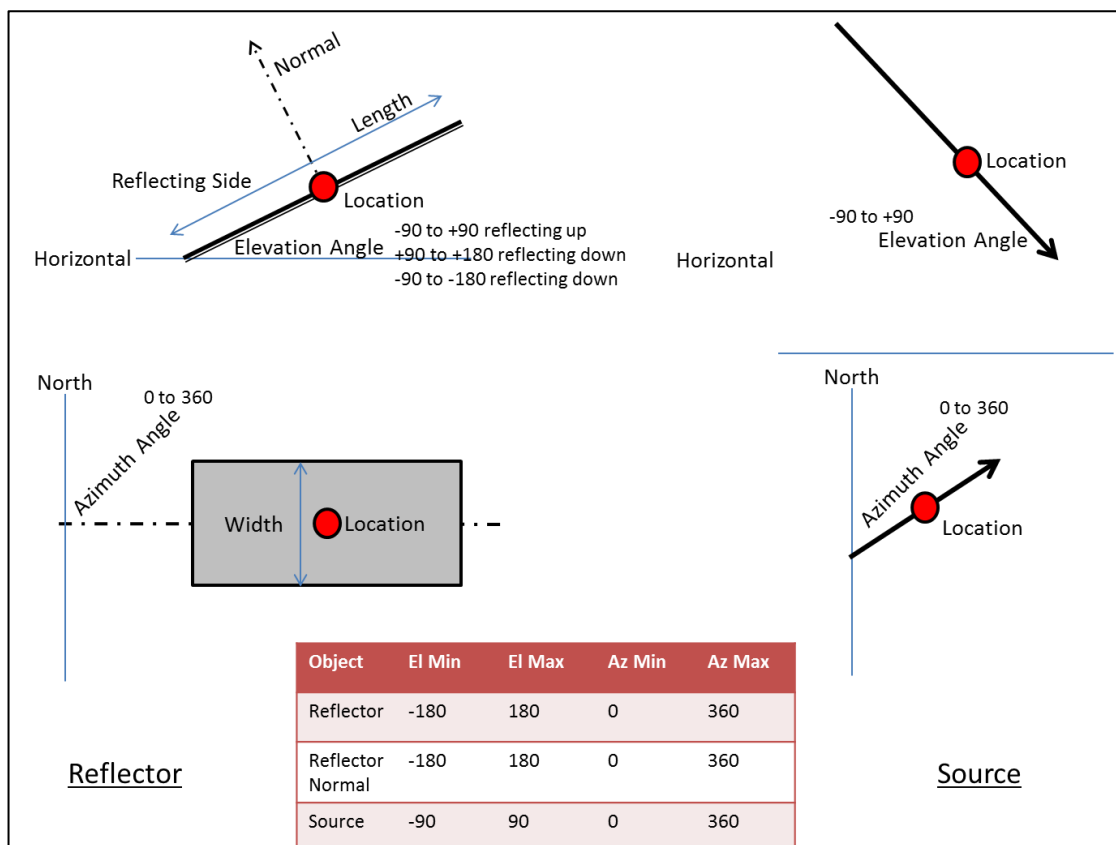 Normal
Length
Reflecting Side
Location
Elevation Angle
-90 to +90 reflecting up
+90 to +180 reflecting down
-90 to -180 reflecting down
Horizontal
Location
-90 to +90
Elevation Angle
Horizontal
North
0 to 360
Azimuth Angle
Width
Location
North
0 to 360
Azimuth Angle
Location
Object El Min El Max Az Min Az Max
Reflector -180 180 0 360
Reflector Normal -180 180 0 360
Source -90 90 0 360
Reflector
Source